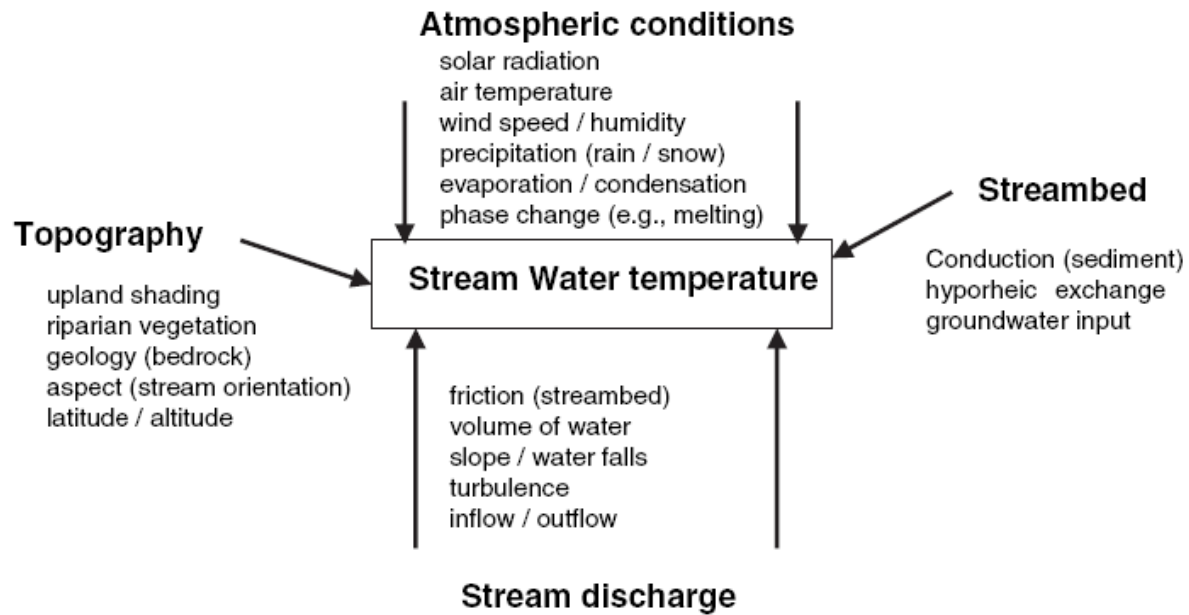 Atmospheric conditions
solar radiation
air temperature
wind speed / humidity
precipitation (rain / snow)
evaporation / condensation
phase change (e.g., melting)
Topography
upland shading
riparian vegetation
geology (bedrock)
aspect (stream orientation)
latitude / altitude
Stream Water temperature
Streambed
Conduction (sediment)
hyporheic exchange
groundwater input
friction (streambed)
volume of water
slope / water falls
turbulence
inflow / outflow
Stream discharge